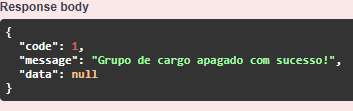 Response body
{
  "code": 1,
  "message": "Grupo de cargo apagado com sucesso!",
  "data": null
}